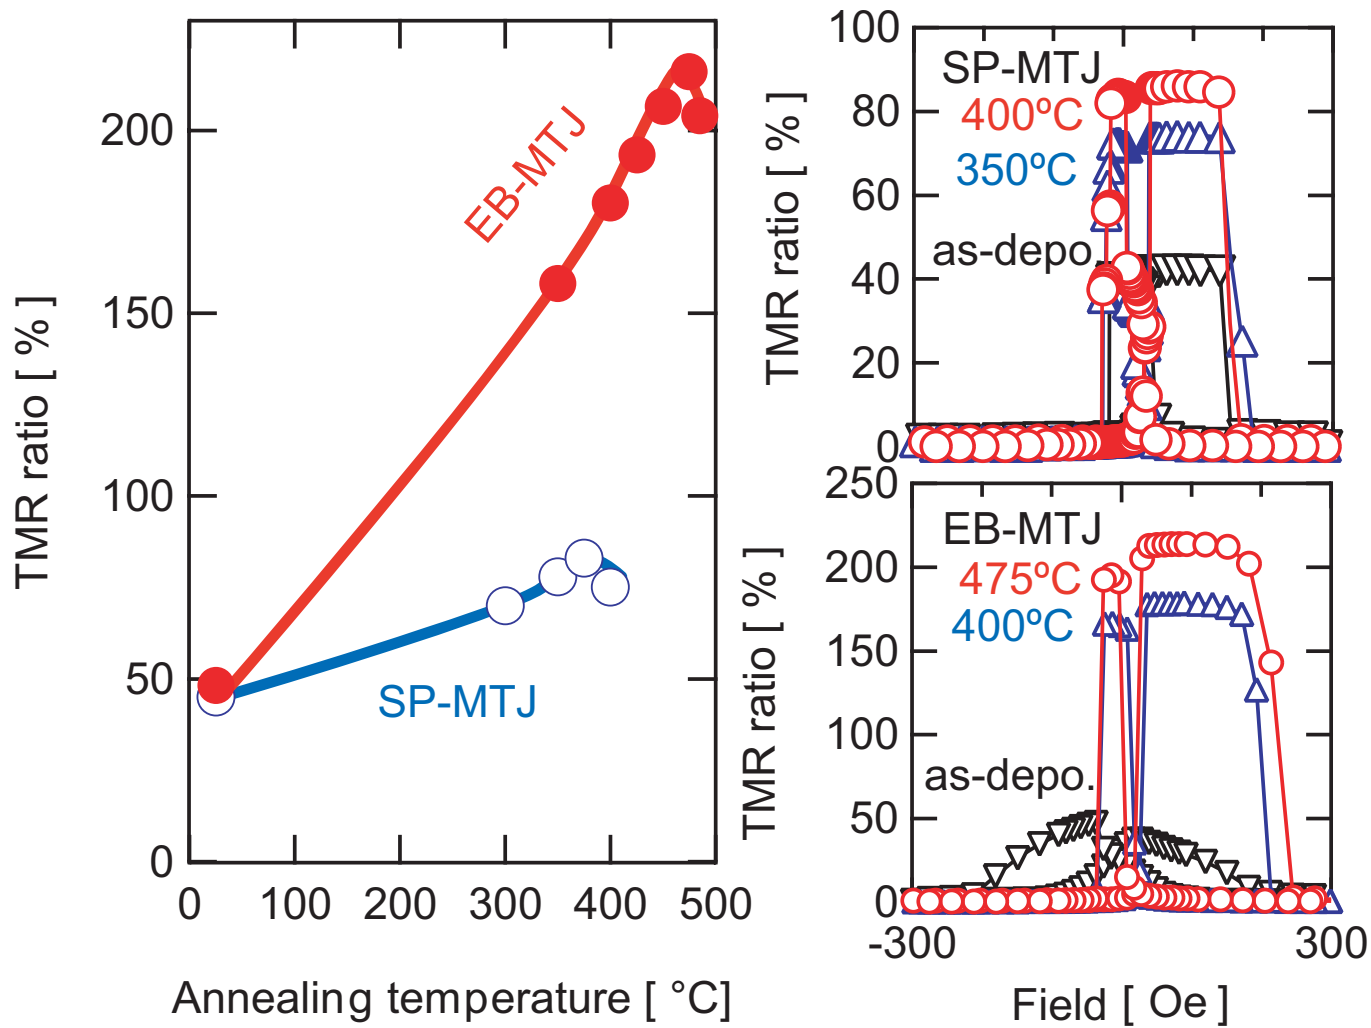 TMR ratio [ % ]
200
150
100
50
0
EB-MTJ
SP-MTJ
0 100 200 300 400 500
Annealing temperature [ °C]
TMR ratio [ % ]
100
80
60
40
20
0
SP-MTJ
400ºC
350ºC
as-depo.
TMR ratio [ % ]
250
200
150
100
50
0
EB-MTJ
475ºC
400ºC
as-depo.
-300 300
Field [ Oe ]